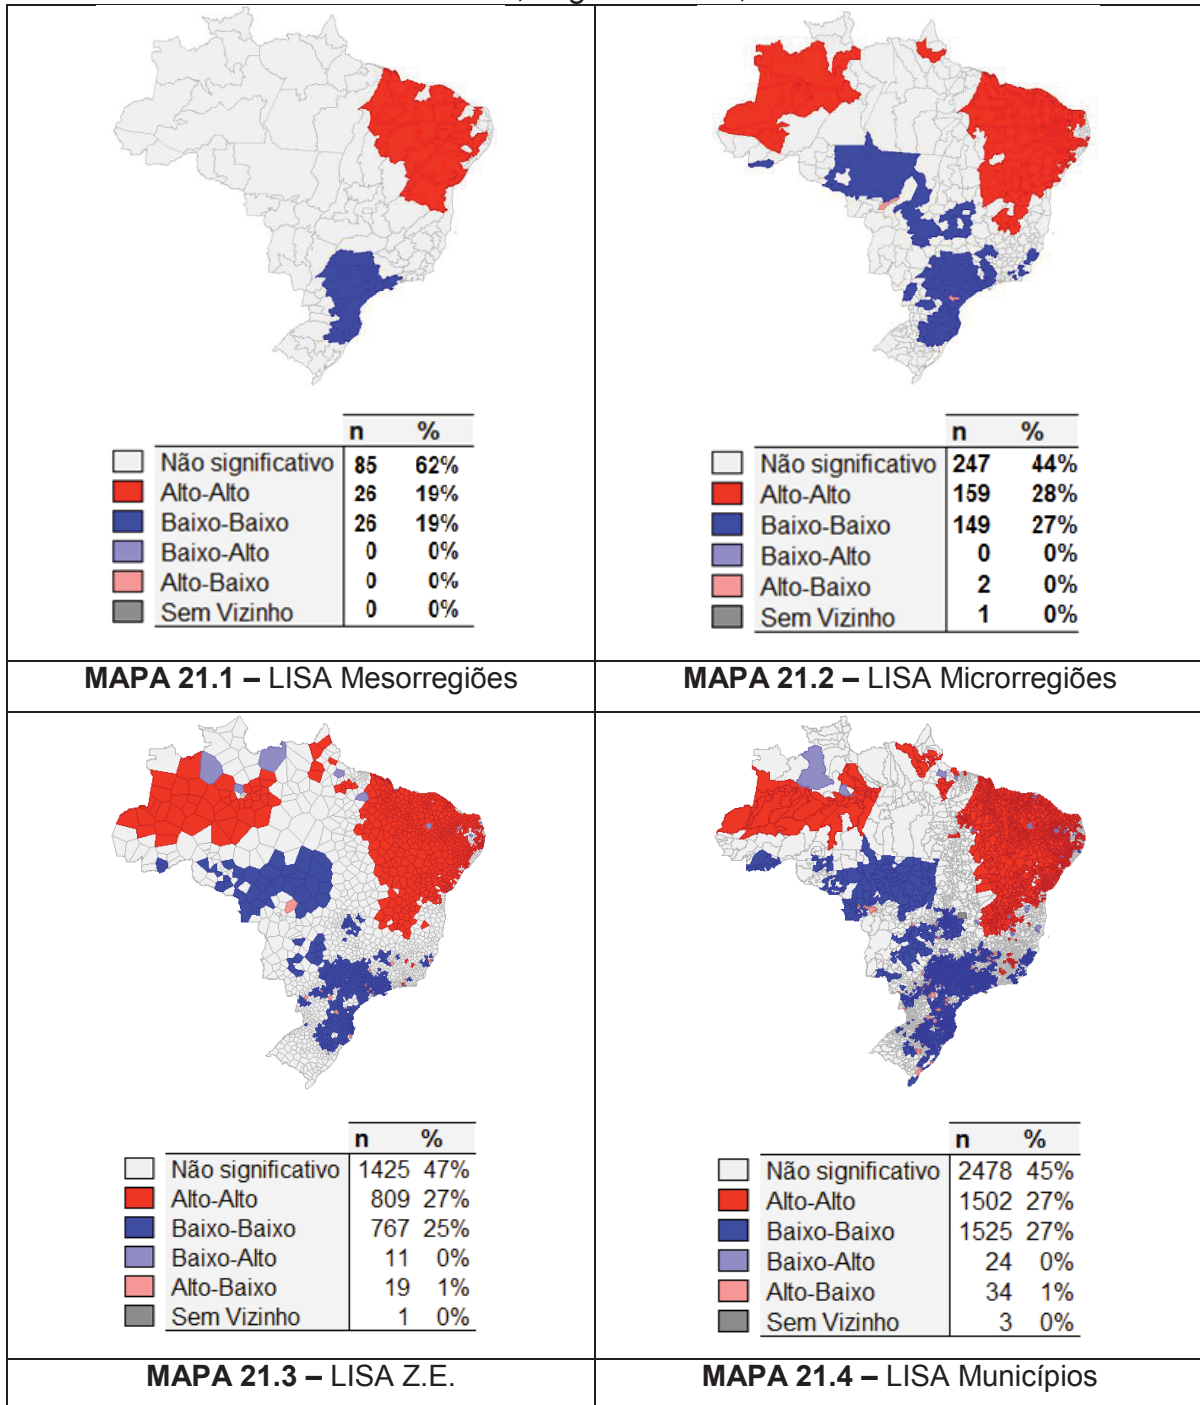 n %
Não significativo 85 62%
Alto-Alto 26 19%
Baixo-Baixo 26 19%
Baixo-Alto 0 0%
Alto-Baixo 0 0%
Sem Vizinho 0 0%
MAPA 21.1 – LISA Mesorregiões
n %
Não significativo 247 44%
Alto-Alto 159 28%
Baixo-Baixo 149 27%
Baixo-Alto 0 0%
Alto-Baixo 2 0%
Sem Vizinho 1 0%
MAPA 21.2 – LISA Microrregiões
n %
Não significativo 1425 47%
Alto-Alto 809 27%
Baixo-Baixo 767 25%
Baixo-Alto 11 0%
Alto-Baixo 19 1%
Sem Vizinho 1 0%
MAPA 21.3 – LISA Z.E.
n %
Não significativo 2478 45%
Alto-Alto 1502 27%
Baixo-Baixo 1525 27%
Baixo-Alto 24 0%
Alto-Baixo 34 1%
Sem Vizinho 3 0%
MAPA 21.4 – LISA Municípios